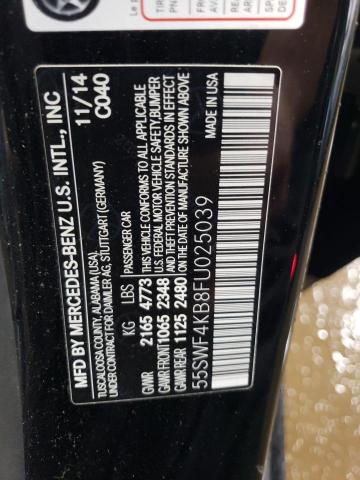 MFD BY MERCEDES-BENZ U.S. INTL., INC
TUSCALOOSA COUNTY, ALABAMA (USA),
UNDER CONTRACT FOR DAIMLER AG, STUTTGART (GERMANY)
11/14
C040
KG LBS PASSENGER CAR
GVWR 2165 4773
GAWR FRONT 1065 2348
GAWR REAR 1125 2480
THIS VEHICLE CONFORMS TO ALL APPLICABLE
U.S. FEDERAL MOTOR VEHICLE SAFETY, BUMPER
AND THEFT PREVENTION STANDARDS IN EFFECT
ON THE DATE OF MANUFACTURE SHOWN ABOVE
55SWF4KB8FU025039
Le p
TIR
PN